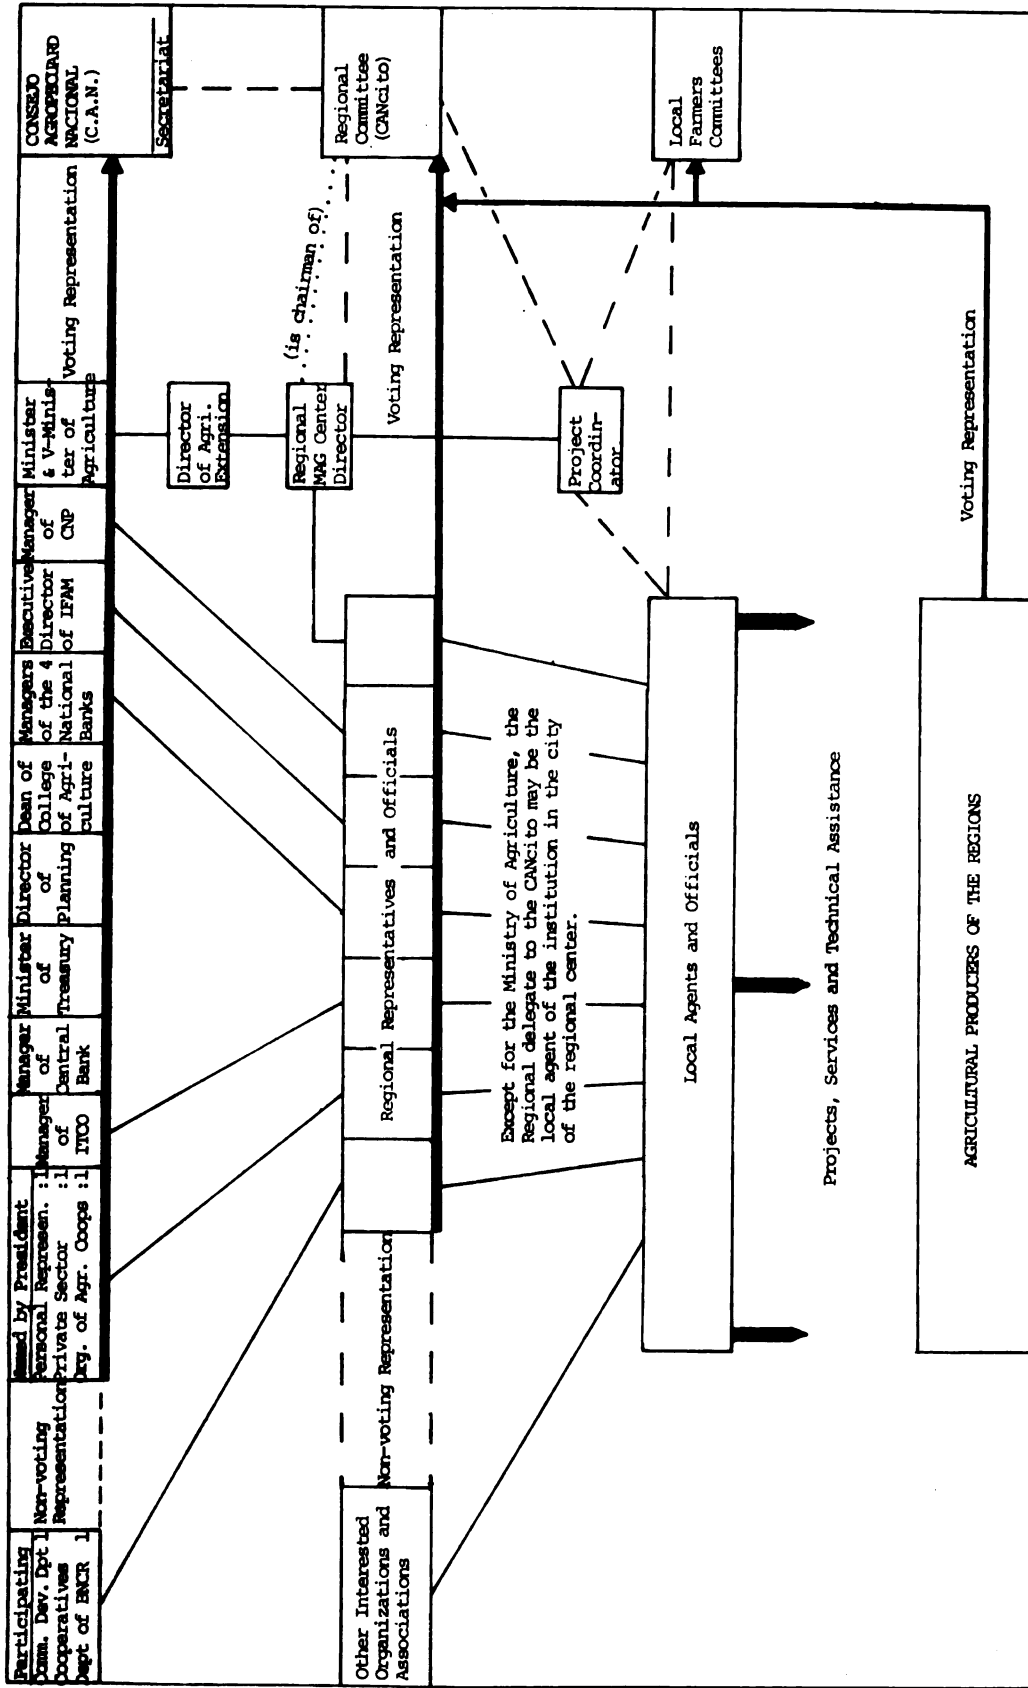 Participating
Comm. Dev. Dpt 1
Cooperatives
Dept of BNCR 1
Non-voting
Representation
Named by President
Personal Represen. :1
Private Sector :1
Org. of Agr. Coops :1
Manager
of
ITCO
Manager
of
Central
Bank
Minister
of
Treasury
Director
of
Planning
Dean of
College
of Agri-
culture
Managers
of the 4
National
Banks
Executive
Director
of IFAM
Manager
of
CNP
Minister
& V-Minis-
ter of
Agriculture
Voting Representation
CONSEJO
NACIONAL
(C.A.N.)
Secretariat
Director
of Agri.
Extension
Regional
MAG Center
Director
(is chairman of)
Regional
Committee
(CANcito)
Other Interested
Organizations and
Associations
Non-voting Representation
Regional Representatives and Officials
Voting Representation
Except for the Ministry of Agriculture, the
Regional delegate to the CANcito may be the
local agent of the institution in the city
of the regional center.
Project
Coordin-
ator
Local
Farmers
Committees
Local Agents and Officials
Projects, Services and Technical Assistance
AGRICULTURAL PRODUCERS OF THE REGIONS
Voting Representation